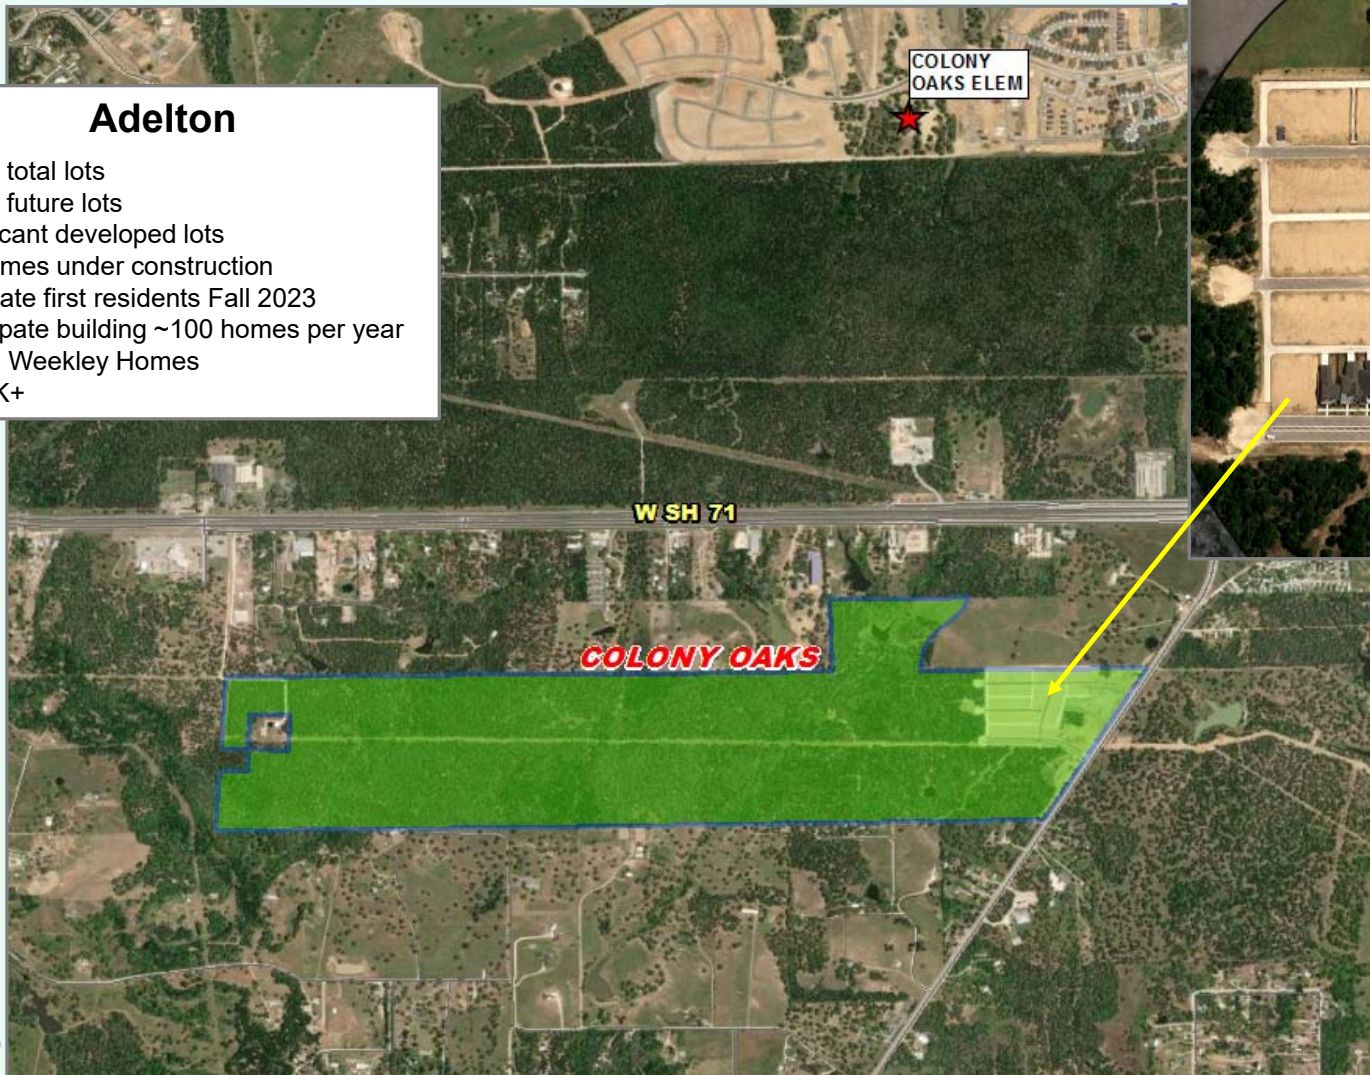 Adelton
total lots
future lots
cant developed lots
mes under construction
ate first residents Fall 2023
pate building ~100 homes per year
Weekley Homes
K+
COLONY
OAKS ELEM
W SH 71
COLONY OAKS